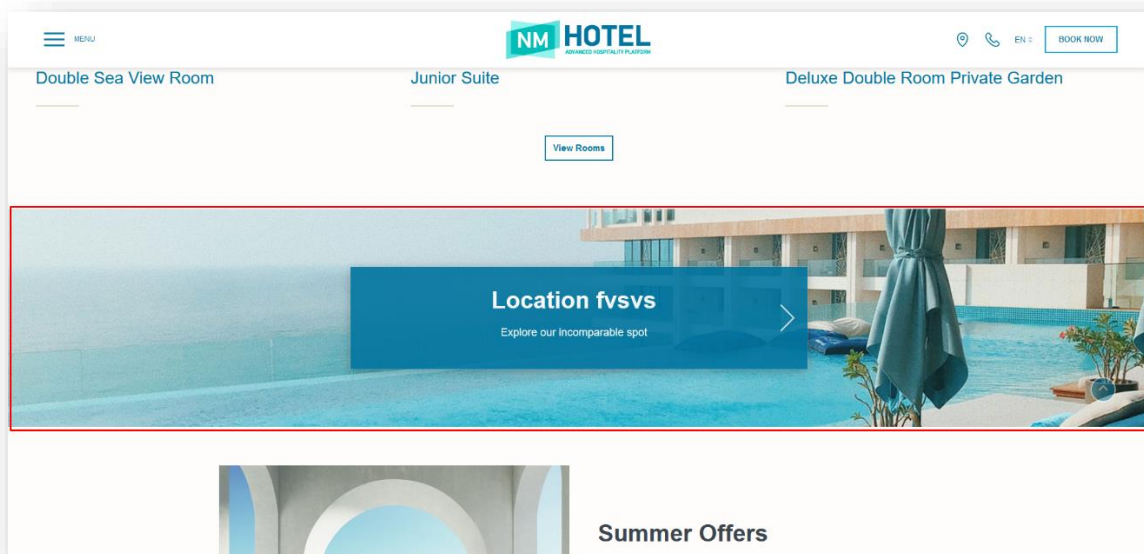 MENU
NM HOTEL
ADVANCED HOSPITALITY PLATFORM
EN
BOOK NOW
Double Sea View Room
Junior Suite
Deluxe Double Room Private Garden
View Rooms
Location fvsvs
Explore our incomparable spot
Summer Offers